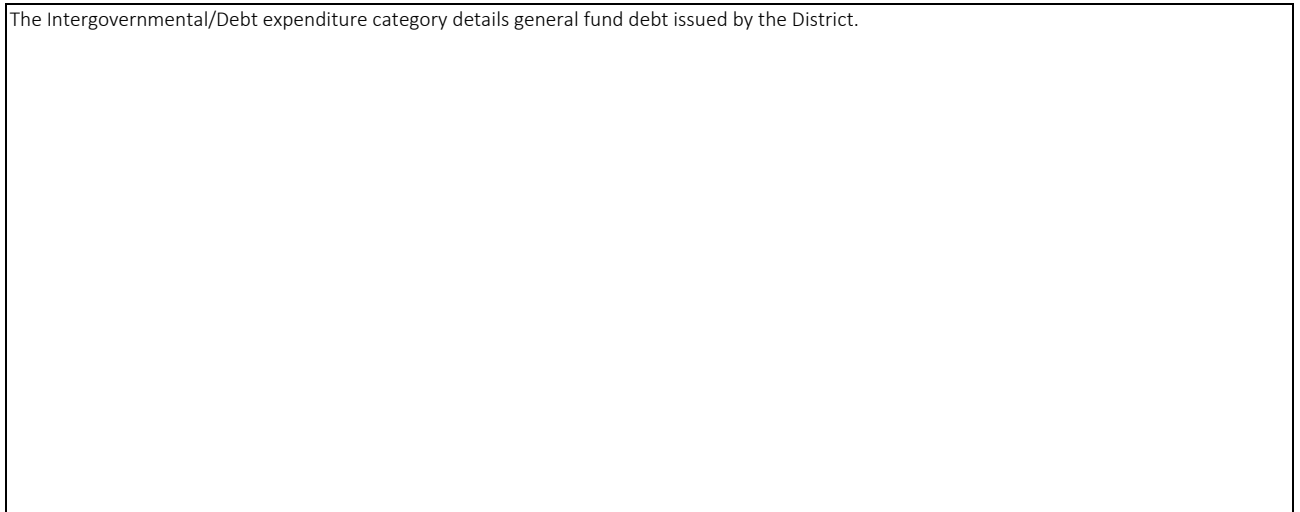 The Intergovernmental/Debt expenditure category details general fund debt issued by the District.